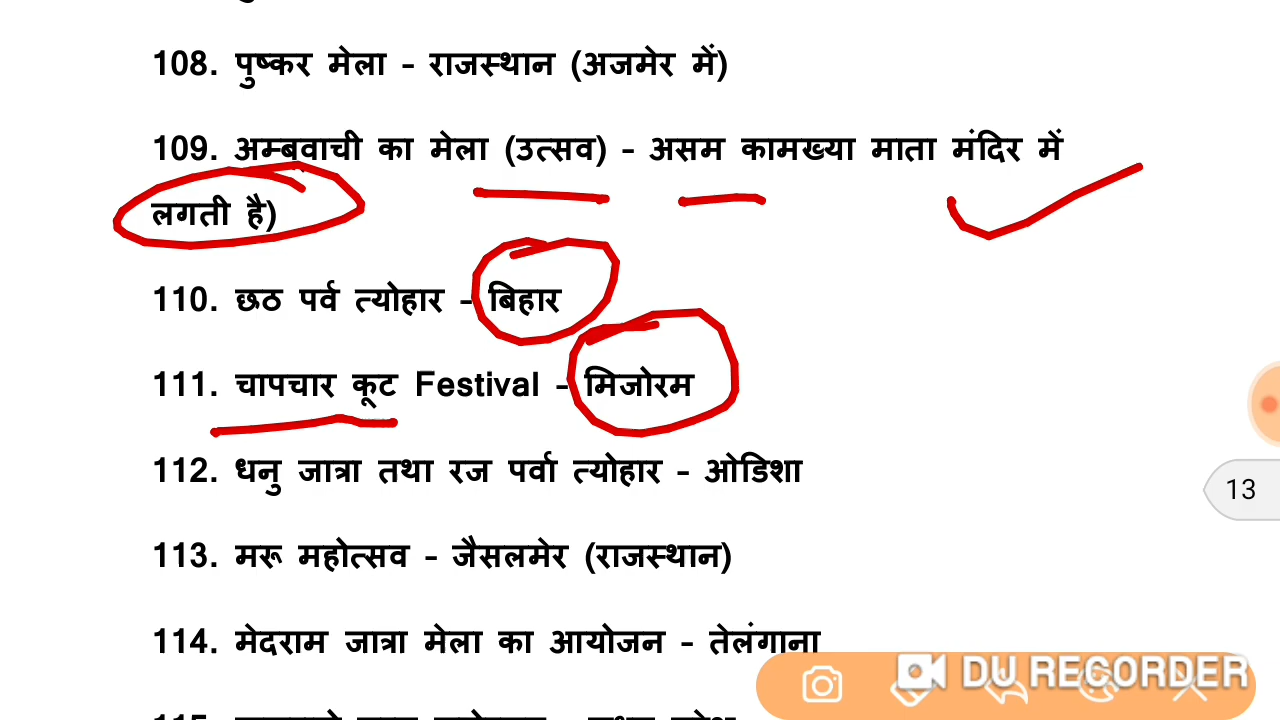 108. पुष्कर मेला – राजस्थान (अजमेर में)
109. अम्बुवाची का मेला (उत्सव) – असम कामख्या माता मंदिर में
लगती है)
110. छठ पर्व त्योहार – बिहार
111. चापचार कूट Festival – मिजोरम
112. धनु जात्रा तथा रज पर्वा त्योहार – ओडिशा
113. मरू महोत्सव – जैसलमेर (राजस्थान)
114. मेदराम जात्रा मेला का आयोजन – तेलंगाना
13
DU RECORDER